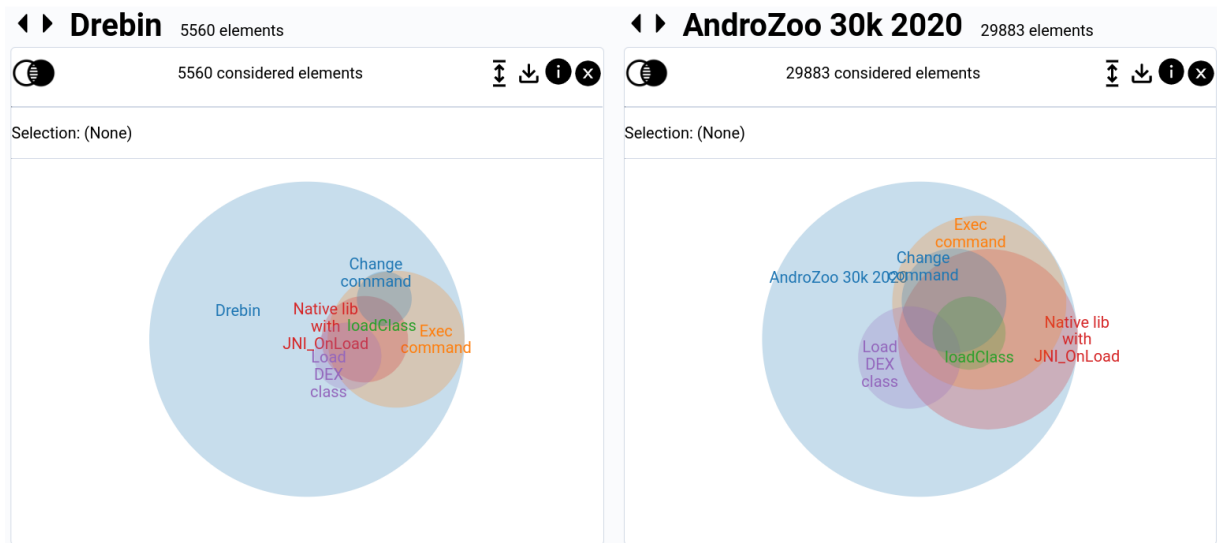 Drebin 5560 elements
5560 considered elements
Selection: (None)
Change
command
Drebin
Native lib
with
JNI_OnLoad
loadClass
Exec
command
Load
DEX
class
AndroZoo 30k 2020 29883 elements
29883 considered elements
Selection: (None)
Exec
command
Change
command
AndroZoo 30k 2020
Native lib
with
JNI_OnLoad
Load
DEX
class
loadClass